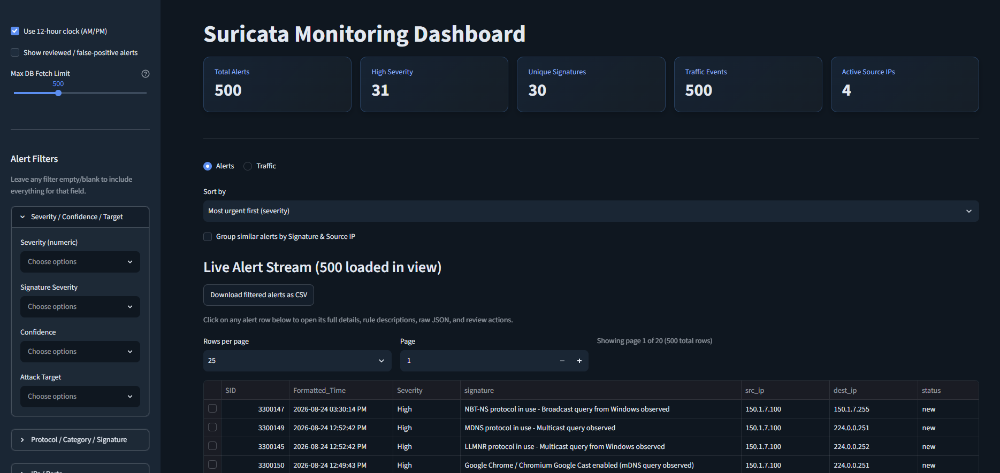 Use 12-hour clock (AM/PM)
Show reviewed / false-positive alerts
Max DB Fetch Limit
500
Alert Filters
Leave any filter empty/blank to include
everything for that field.
Severity / Confidence / Target
Severity (numeric)
Choose options
Signature Severity
Choose options
Confidence
Choose options
Attack Target
Choose options
Protocol / Category / Signature
IPs / Ports
Suricata Monitoring Dashboard
Total Alerts
500
High Severity
31
Unique Signatures
30
Traffic Events
500
Active Source IPs
4
Alerts Traffic
Sort by
Most urgent first (severity)
Group similar alerts by Signature & Source IP
Live Alert Stream (500 loaded in view)
Download filtered alerts as CSV
Click on any alert row below to open its full details, rule descriptions, raw JSON, and review actions.
Rows per page
25
Page
1
Showing page 1 of 20 (500 total rows)
SID Formatted_Time Severity signature src_ip dest_ip status
3300147 2026-08-24 03:30:14 PM High NBT-NS protocol in use - Broadcast query from Windows observed 150.1.7.100 150.1.7.255 new
3300149 2026-08-24 12:52:42 PM High MDNS protocol in use - Multicast query observed 150.1.7.100 224.0.0.251 new
3300145 2026-08-24 12:52:42 PM High LLMNR protocol in use - Multicast query from Windows observed 150.1.7.100 224.0.0.252 new
3300150 2026-08-24 12:49:43 PM High Google Chrome / Chromium Google Cast enabled (mDNS query observed) 150.1.7.100 224.0.0.251 new